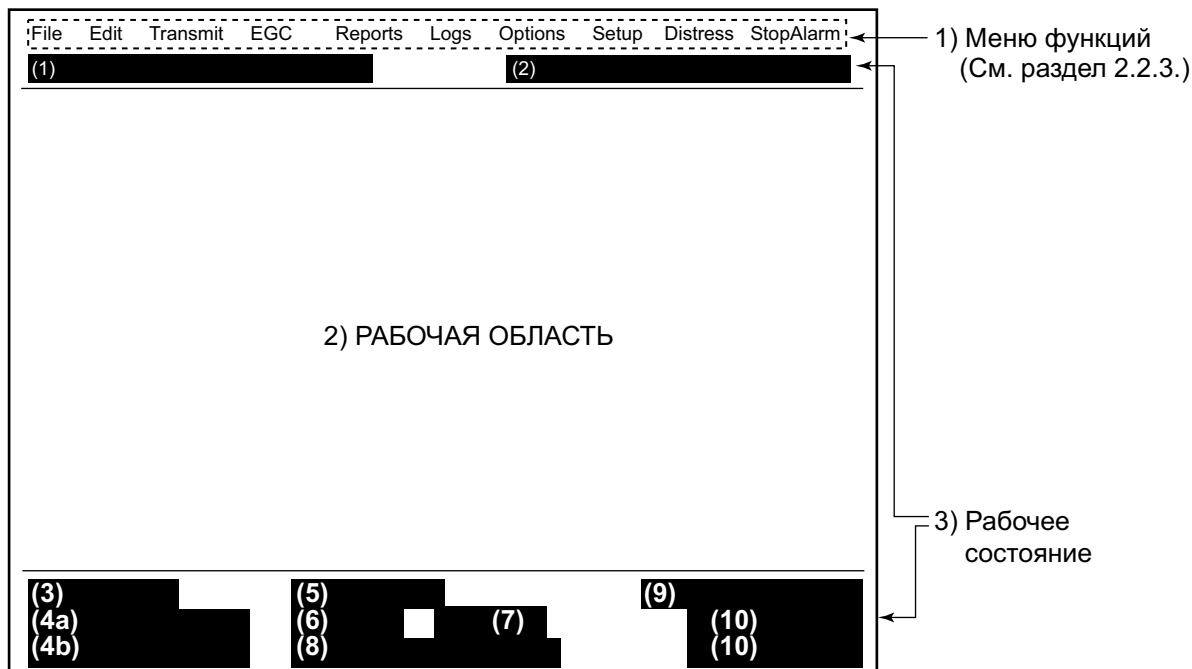 File Edit Transmit EGC Reports Logs Options Setup Distress StopAlarm
1) Меню функций
(См. раздел 2.2.3.)
(1) (2)
2) РАБОЧАЯ ОБЛАСТЬ
3) Рабочее
состояние
(3) (5) (9)
(4a) (6) (7) (10)
(4b) (8) (10)